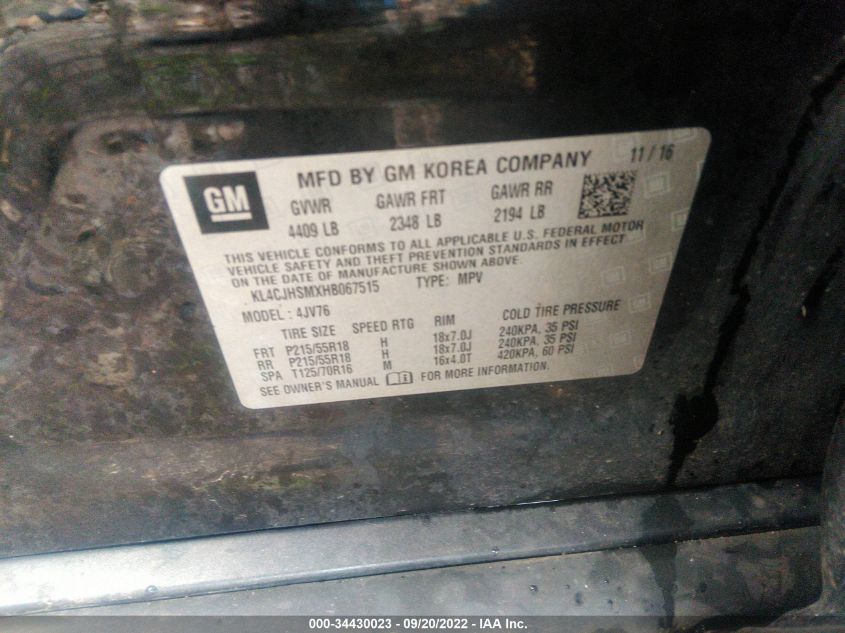 GM
MFD BY GM KOREA COMPANY 11 / 16
GVWR GAWR FRT GAWR RR
4409 LB 2348 LB 2194 LB
THIS VEHICLE CONFORMS TO ALL APPLICABLE U.S. FEDERAL MOTOR
VEHICLE SAFETY AND THEFT PREVENTION STANDARDS IN EFFECT
ON THE DATE OF MANUFACTURE SHOWN ABOVE.
KL4CJHSMXHB067515 TYPE: MPV
MODEL : 4JV76
TIRE SIZE SPEED RTG RIM COLD TIRE PRESSURE
FRT P215/55R18 H 18x7.0J 240KPA, 35 PSI
RR P215/55R18 H 18x7.0J 240KPA, 35 PSI
SPA T125/70R16 M 16x4.0T 420KPA, 60 PSI
SEE OWNER'S MANUAL FOR MORE INFORMATION.
000-34430023 - 09/20/2022 - IAA Inc.